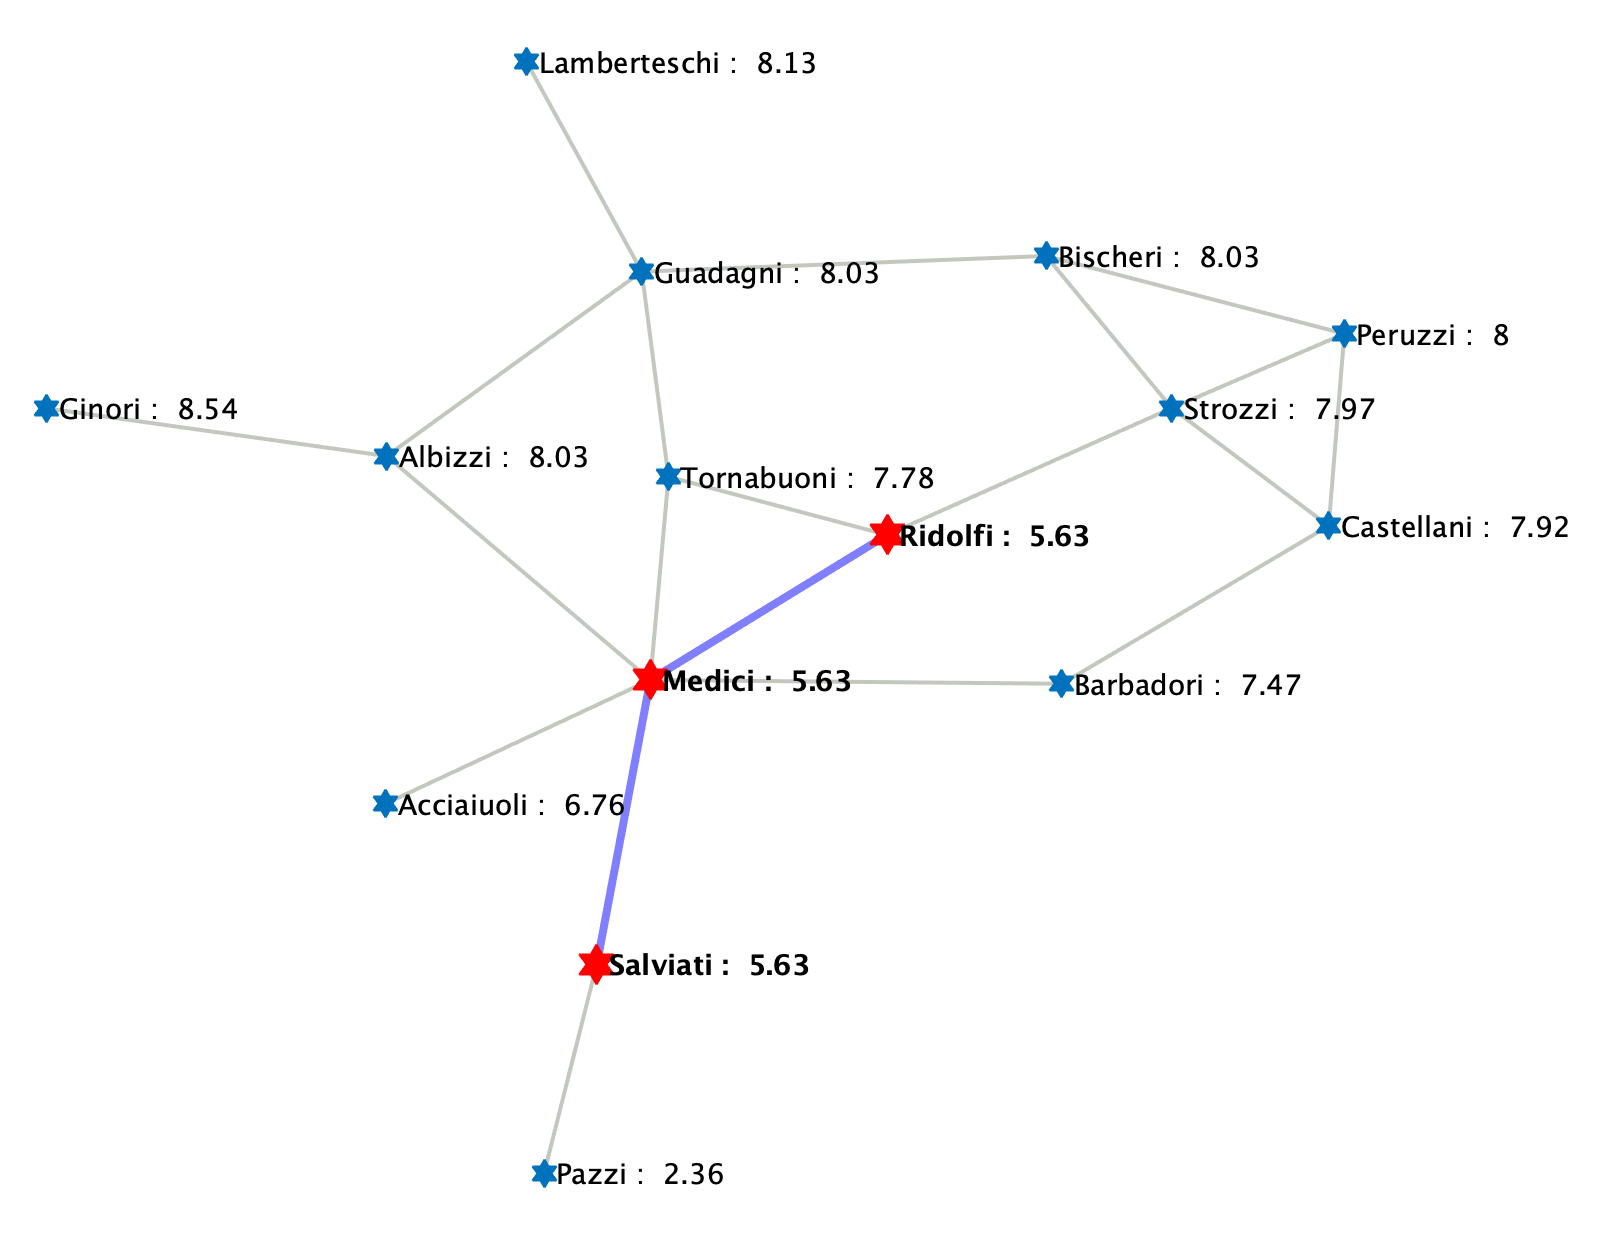 Lamberteschi : 8.13
Bischeri : 8.03
Guadagni : 8.03
Peruzzi : 8
Ginori : 8.54
Strozzi : 7.97
Albizzi : 8.03
Tornabuoni : 7.78
Castellani : 7.92
Ridolfi : 5.63
Medici : 5.63
Barbadori : 7.47
Acciaiuoli : 6.76
Salviati : 5.63
Pazzi : 2.36